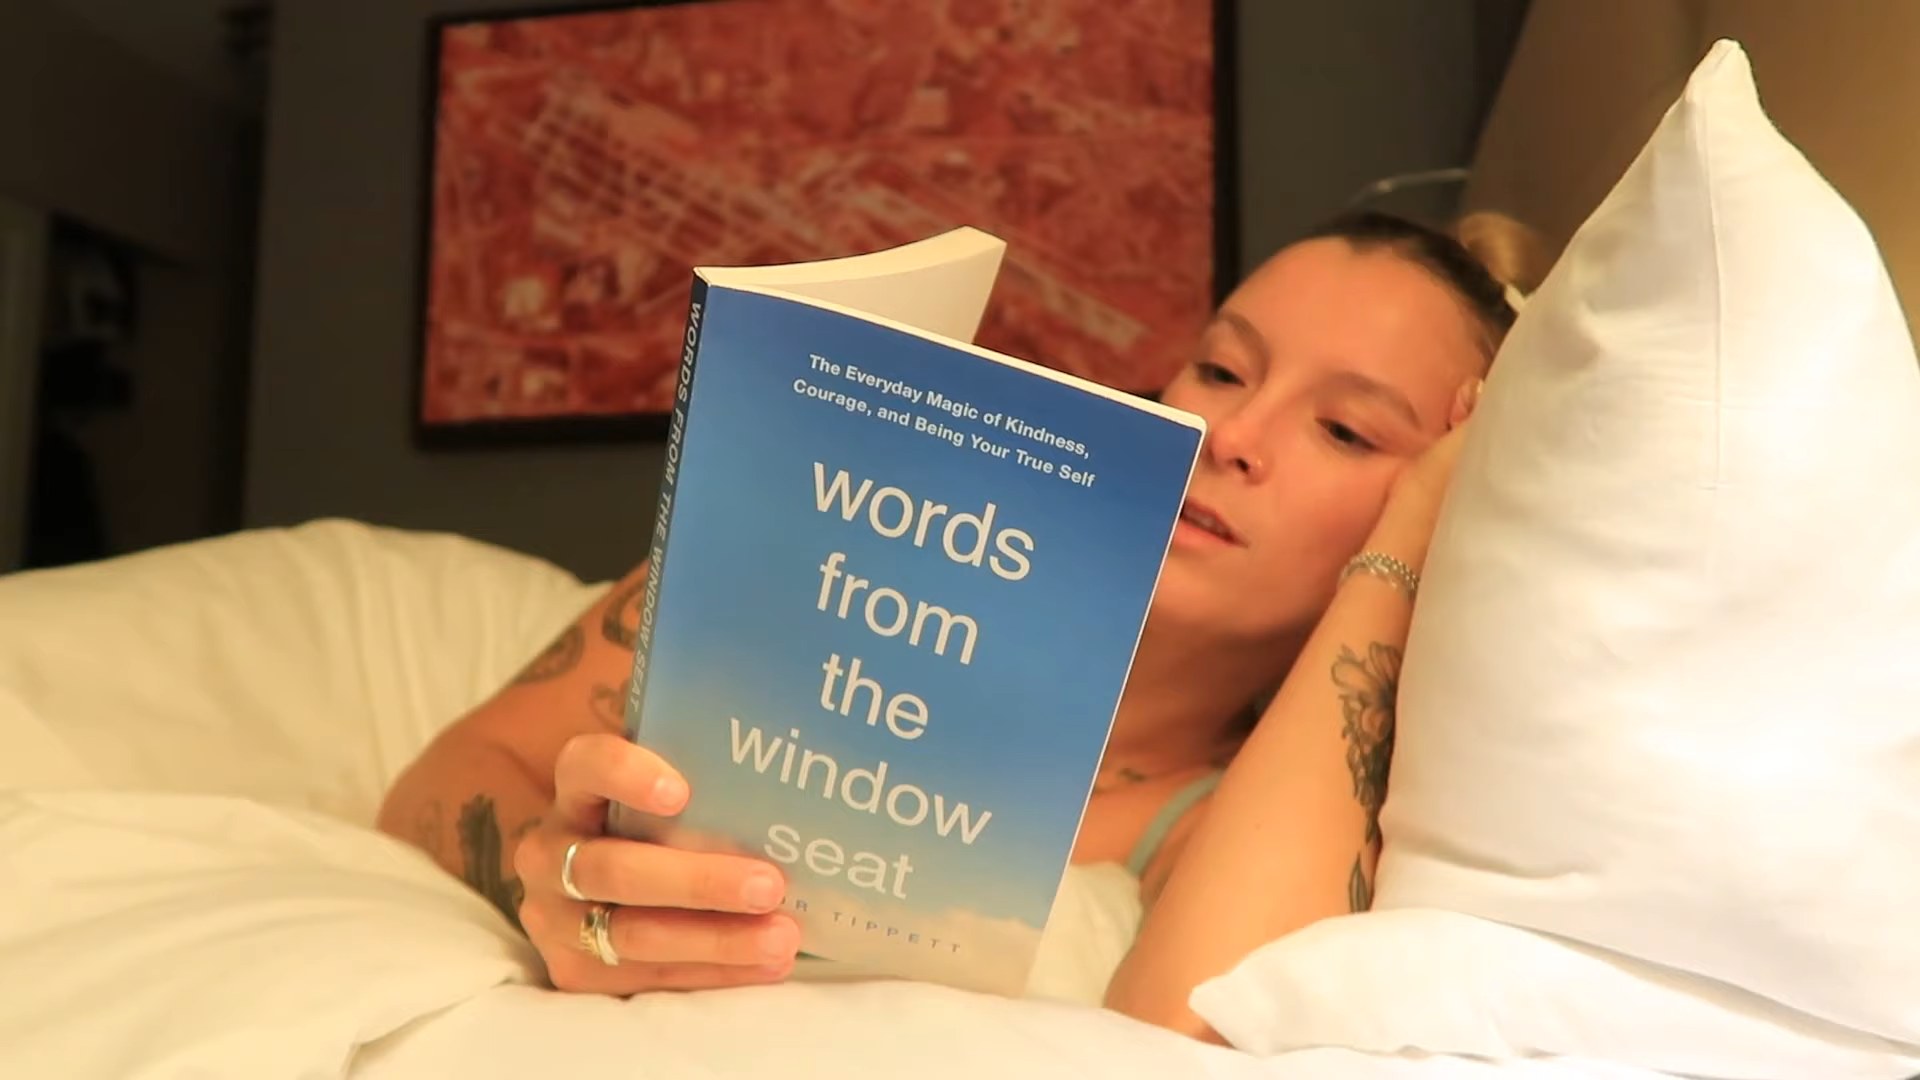 The Everyday Magic of Kindness,
Courage, and Being Your True Self
words
from
the
window
seat
TIPPETT
WORDS FROM THE WINDOW SEAT